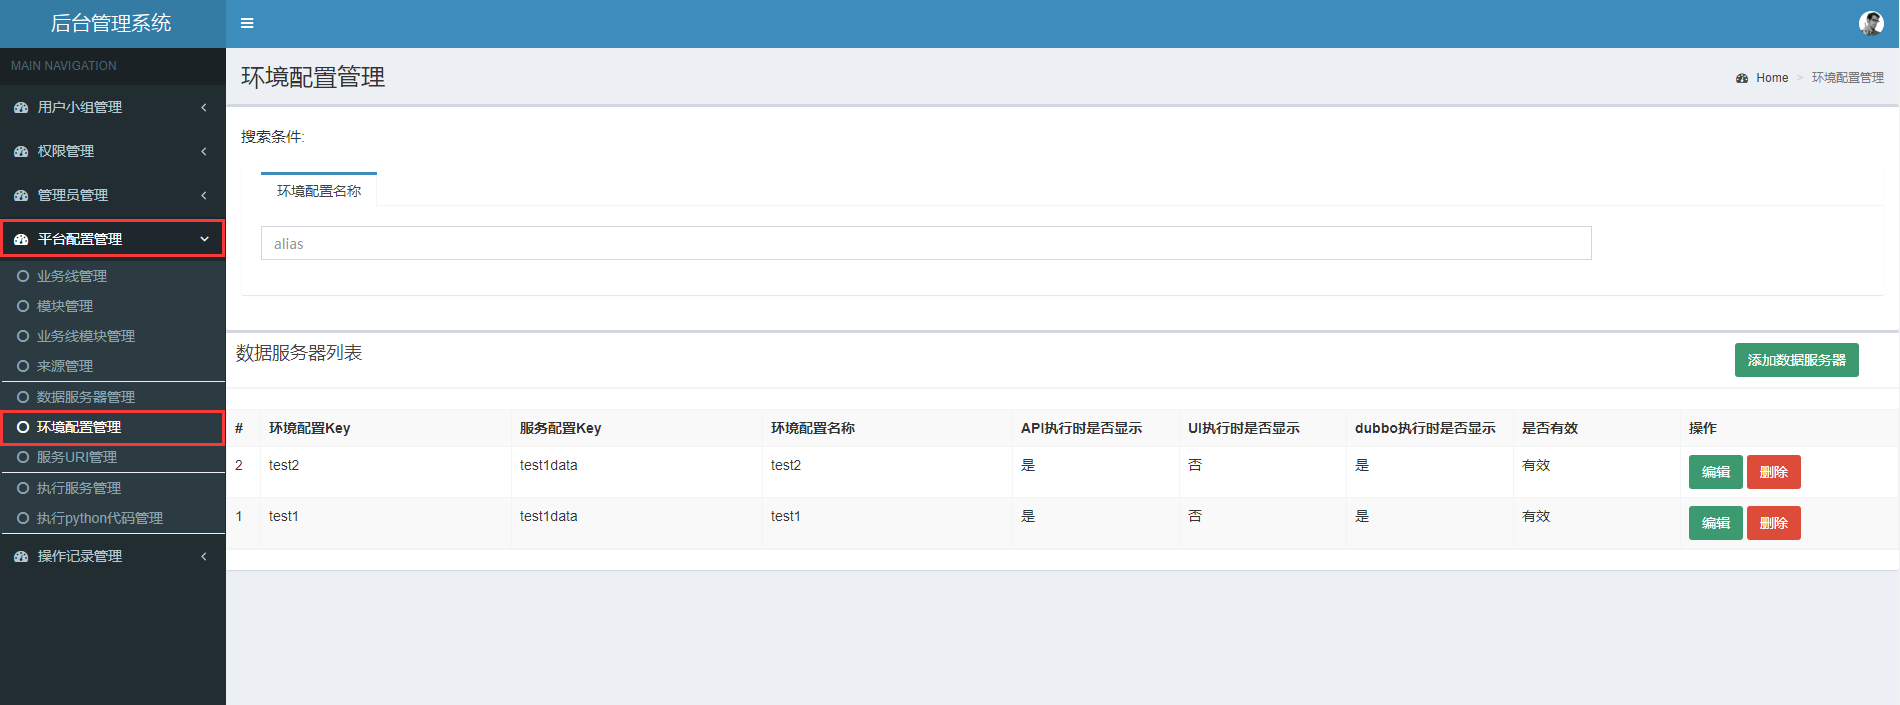 后台管理系统
MAIN NAVIGATION
用户小组管理
权限管理
管理员管理
平台配置管理
业务线管理
模块管理
业务线模块管理
来源管理
数据服务器管理
环境配置管理
服务URI管理
执行服务管理
执行python代码管理
操作记录管理
环境配置管理
Home > 环境配置管理
搜索条件:
环境配置名称
alias
数据服务器列表
添加数据服务器
# 环境配置Key 服务配置Key 环境配置名称 API执行时是否显示 UI执行时是否显示 dubbo执行时是否显示 是否有效 操作
2 test2 test1data test2 是 否 是 有效 编辑 删除
1 test1 test1data test1 是 否 是 有效 编辑 删除